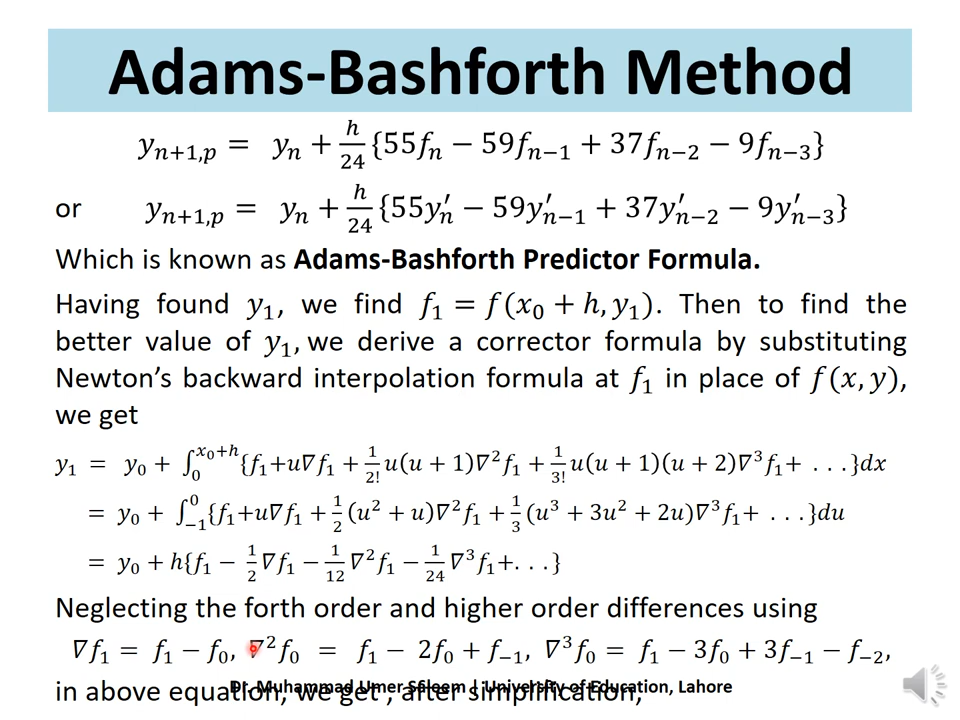 Adams-Bashforth Method
y_{n+1,p} = y_n + \frac{h}{24} {55f_n − 59f_{n−1} + 37f_{n−2} − 9f_{n−3}}
or y_{n+1,p} = y_n + \frac{h}{24} {55y'_n − 59y'_{n−1} + 37y'_{n−2} − 9y'_{n−3}}
Which is known as Adams-Bashforth Predictor Formula.
Having found y_1, we find f_1 = f(x_0 + h, y_1). Then to find the
better value of y_1, we derive a corrector formula by substituting
Newton's backward interpolation formula at f_1 in place of f(x, y),
we get
y_1 = y_0 + ∫_0^{x_0+h} {f_1+u∇f_1 + \frac{1}{2!} u(u + 1)∇^2f_1 + \frac{1}{3!} u(u + 1)(u + 2)∇^3f_1+ . . . }dx
= y_0 + ∫_{−1}^0 {f_1+u∇f_1 + \frac{1}{2} (u^2 + u)∇^2f_1 + \frac{1}{3} (u^3 + 3u^2 + 2u)∇^3f_1+ . . . }du
= y_0 + h{f_1 − \frac{1}{2} ∇f_1 − \frac{1}{12} ∇^2f_1 − \frac{1}{24} ∇^3f_1+. . . }
Neglecting the forth order and higher order differences using
∇f_1 = f_1 − f_0, ∇^2f_0 = f_1 − 2f_0 + f_{−1}, ∇^3f_0 = f_1 − 3f_0 + 3f_{−1} − f_{−2},
in above equation, we get , after simplification,
Dr. Muhammad Umer Saleem | University of Education, Lahore